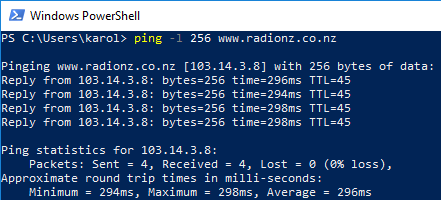 Windows PowerShell
PS C:\Users\karol> ping -l 256 www.radionz.co.nz
Pinging www.radionz.co.nz [103.14.3.8] with 256 bytes of data:
Reply from 103.14.3.8: bytes=256 time=296ms TTL=45
Reply from 103.14.3.8: bytes=256 time=294ms TTL=45
Reply from 103.14.3.8: bytes=256 time=298ms TTL=45
Reply from 103.14.3.8: bytes=256 time=298ms TTL=45
Ping statistics for 103.14.3.8:
    Packets: Sent = 4, Received = 4, Lost = 0 (0% loss),
Approximate round trip times in milli-seconds:
    Minimum = 294ms, Maximum = 298ms, Average = 296ms